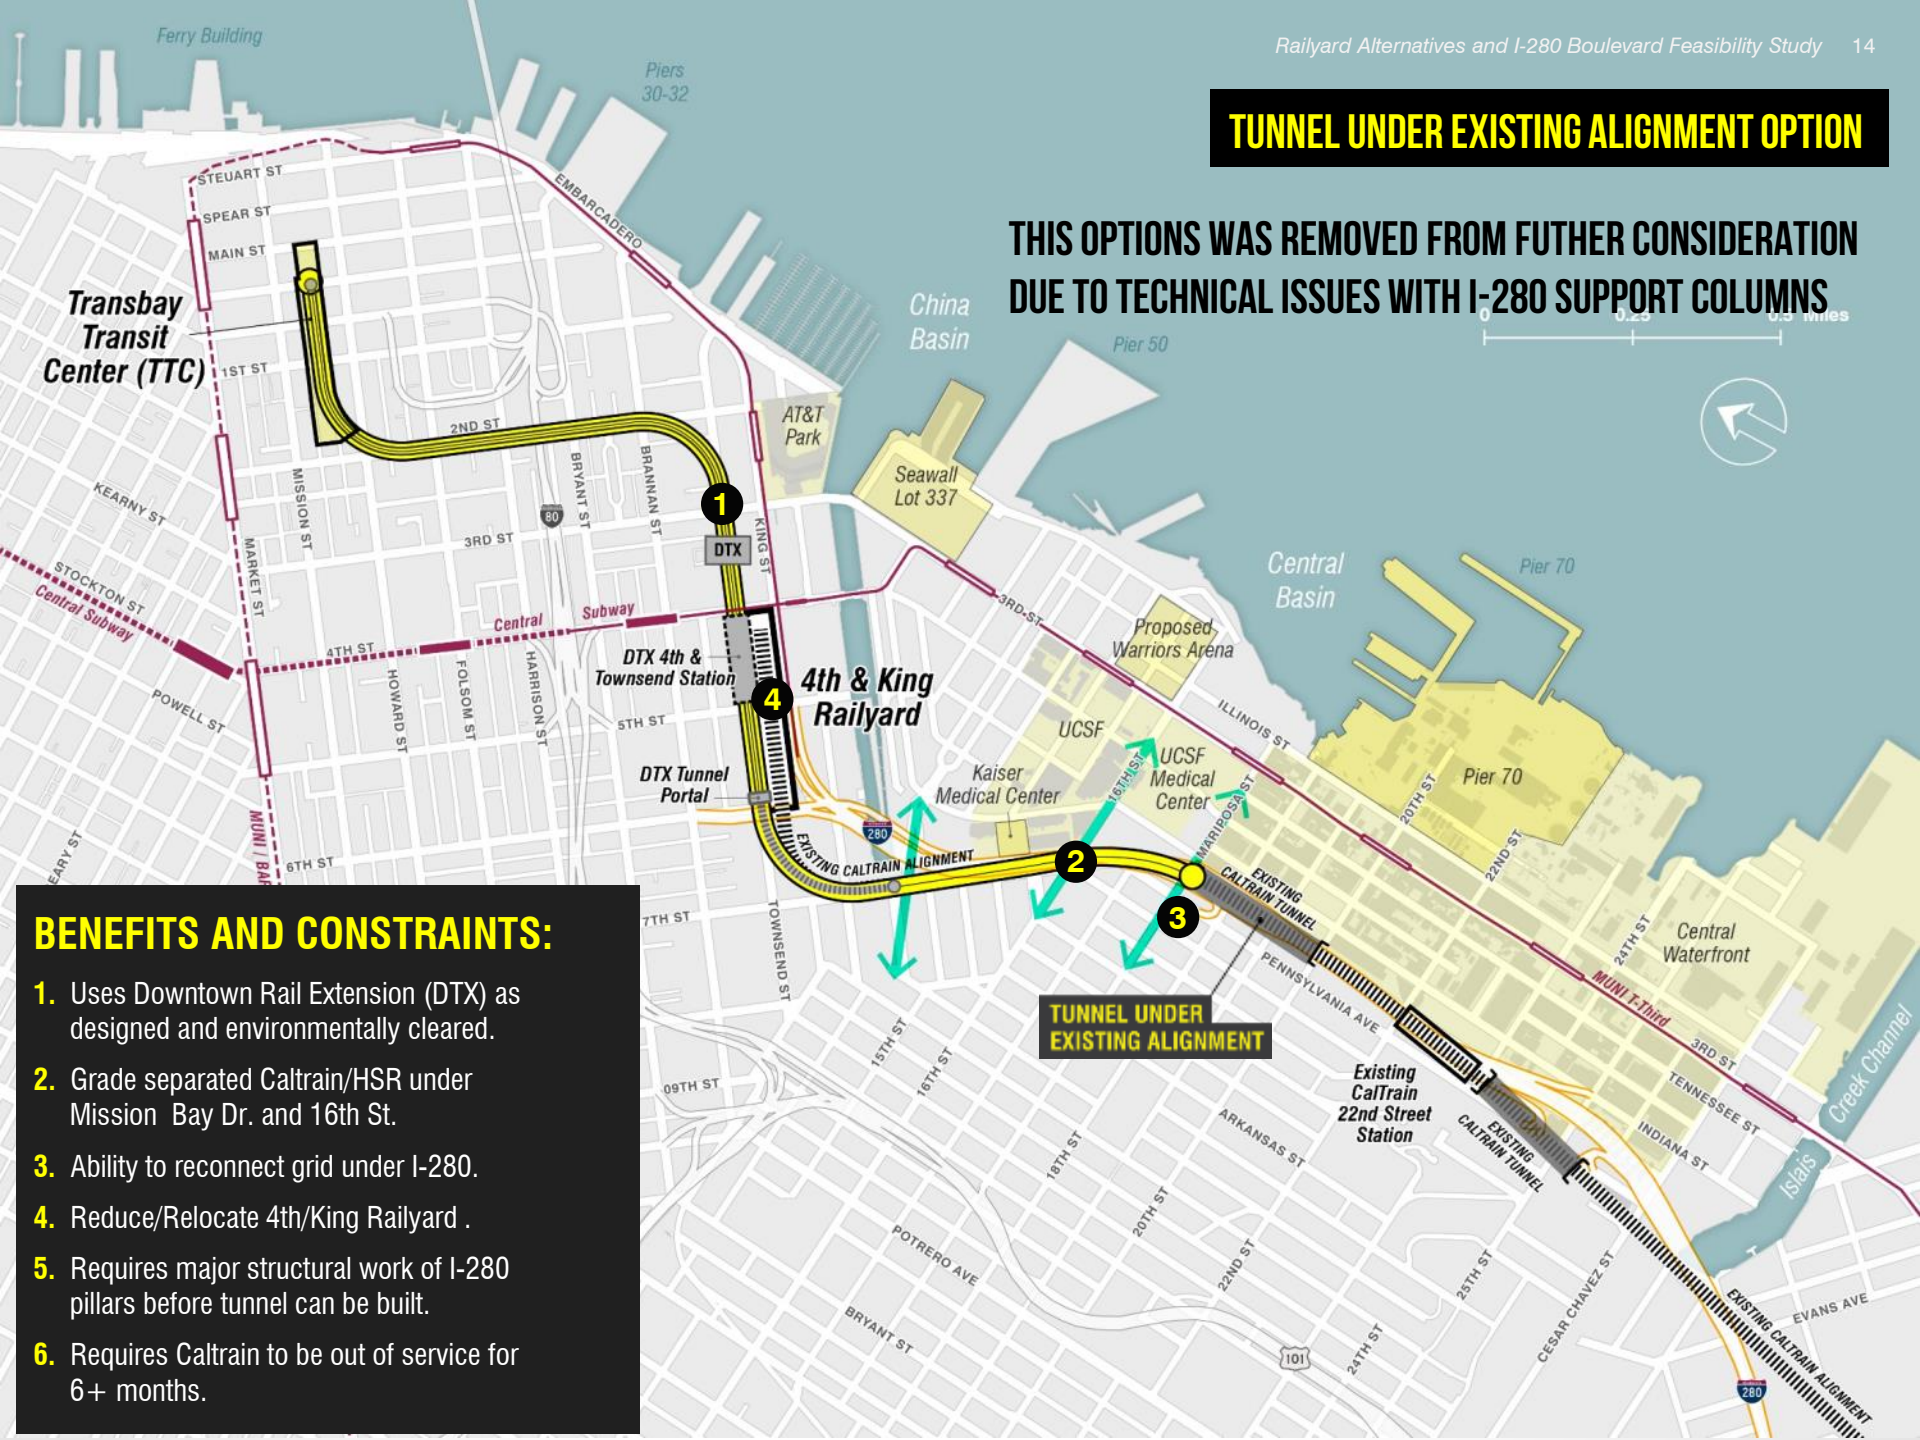 Railyard Alternatives and I-280 Boulevard Feasibility Study 14
TUNNEL UNDER EXISTING ALIGNMENT OPTION
THIS OPTIONS WAS REMOVED FROM FUTHER CONSIDERATION
DUE TO TECHNICAL ISSUES WITH I-280 SUPPORT COLUMNS
0 0.25 0.5 Miles
Ferry Building
Piers
30-32
EMBARCADERO
STEUART ST
SPEAR ST
MAIN ST
Transbay
Transit
Center (TTC)
1ST ST
2ND ST
China
Basin
Pier 50
AT&T
Park
Seawall
Lot 337
KEARNY ST
MISSION ST
80
BRYANT ST
BRANNAN ST
1
DTX
KING ST
3RD ST
MARKET ST
STOCKTON ST
Central Subway
Central Subway
4TH ST
POWELL ST
HOWARD ST
FOLSOM ST
HARRISON ST
DTX 4th &
Townsend Station
4
4th & King
Railyard
5TH ST
DTX Tunnel
Portal
Central
Basin
Pier 70
3RD ST
Proposed
Warriors Arena
ILLINOIS ST
UCSF
UCSF
Medical
Center
16TH ST
MARIPOSA ST
Kaiser
Medical Center
Pier 70
20TH ST
22ND ST
280
EXISTING CALTRAIN ALIGNMENT
2
3
EXISTING
CALTRAIN TUNNEL
MUNI / BAR
EARY ST
6TH ST
7TH ST
TOWNSEND ST
PENNSYLVANIA AVE
TUNNEL UNDER
EXISTING ALIGNMENT
24TH ST
Central
Waterfront
MUNI T-Third
3RD ST
TENNESSEE ST
INDIANA ST
Creek Channel
Islais
15TH ST
16TH ST
09TH ST
Existing
CalTrain
22nd Street
Station
EXISTING
CALTRAIN TUNNEL
ARKANSAS ST
18TH ST
20TH ST
22ND ST
POTRERO AVE
BRYANT ST
25TH ST
24TH ST
CESAR CHAVEZ ST
EVANS AVE
101
280
EXISTING CALTRAIN ALIGNMENT
BENEFITS AND CONSTRAINTS:
1. Uses Downtown Rail Extension (DTX) as
designed and environmentally cleared.
2. Grade separated Caltrain/HSR under
Mission Bay Dr. and 16th St.
3. Ability to reconnect grid under I-280.
4. Reduce/Relocate 4th/King Railyard .
5. Requires major structural work of I-280
pillars before tunnel can be built.
6. Requires Caltrain to be out of service for
6+ months.